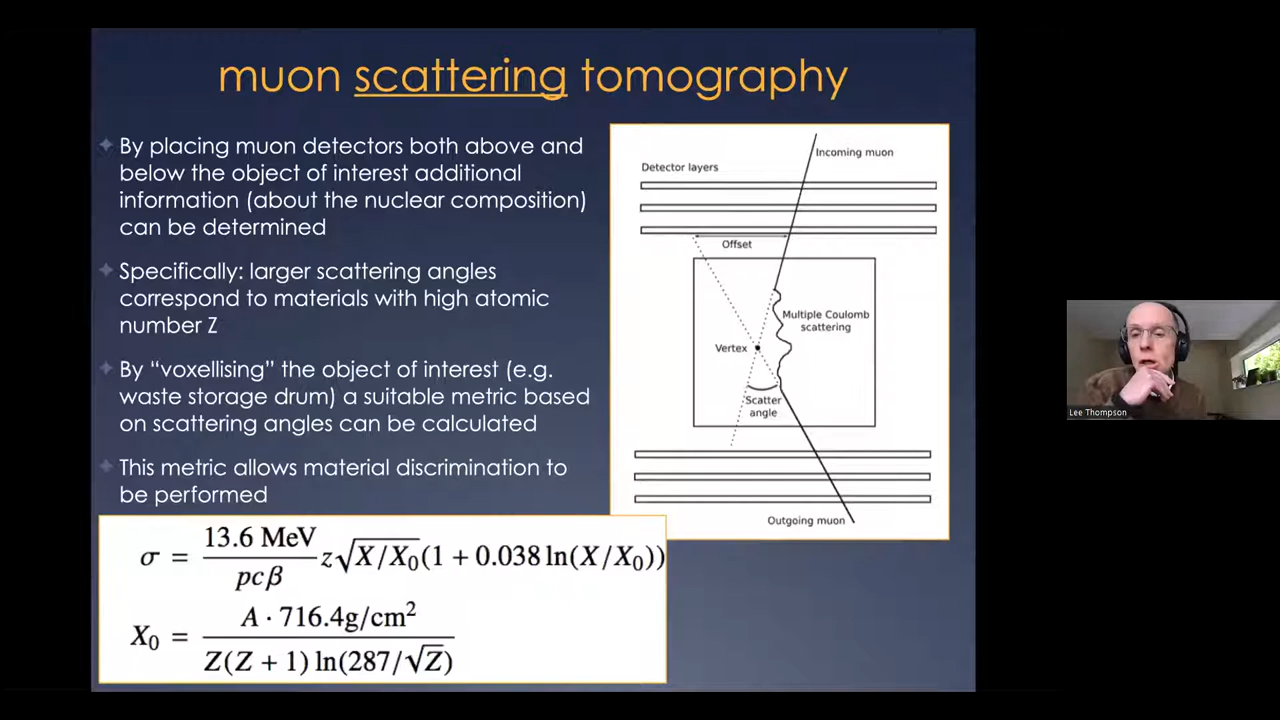 muon scattering tomography
By placing muon detectors both above and
below the object of interest additional
information (about the nuclear composition)
can be determined
Specifically: larger scattering angles
correspond to materials with high atomic
number Z
By “voxellising” the object of interest (e.g.
waste storage drum) a suitable metric based
on scattering angles can be calculated
This metric allows material discrimination to
be performed
σ = 13.6 MeV / pcβ z√X/X₀(1 + 0.038 ln(X/X₀))
X₀ = A · 716.4g/cm² / Z(Z + 1) ln(287/√Z)
Incoming muon
Detector layers
Offset
Multiple Coulomb
scattering
Vertex
Scatter
angle
Outgoing muon
Lee Thompson